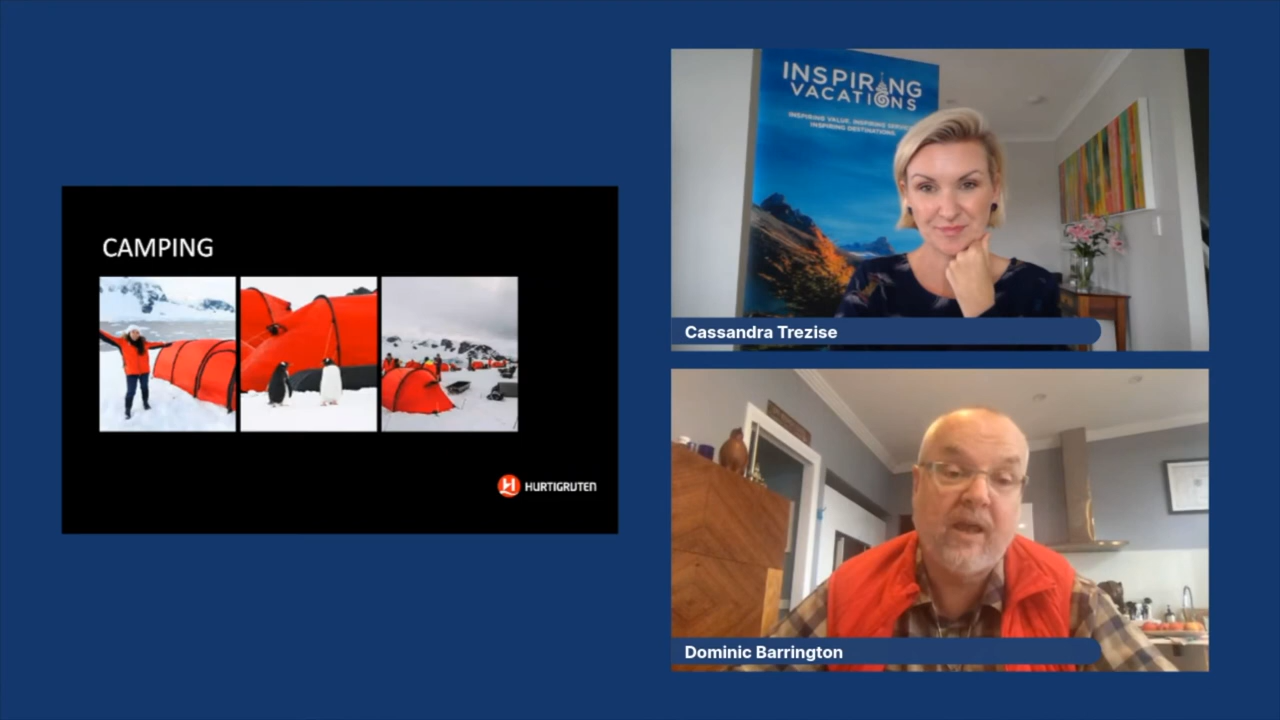 CAMPING
HURTIGRUTEN
INSPIRING
VACATIONS
INSPIRING VALUE. INSPIRING SERVICE
INSPIRING DESTINATIONS
Cassandra Trezise
Dominic Barrington